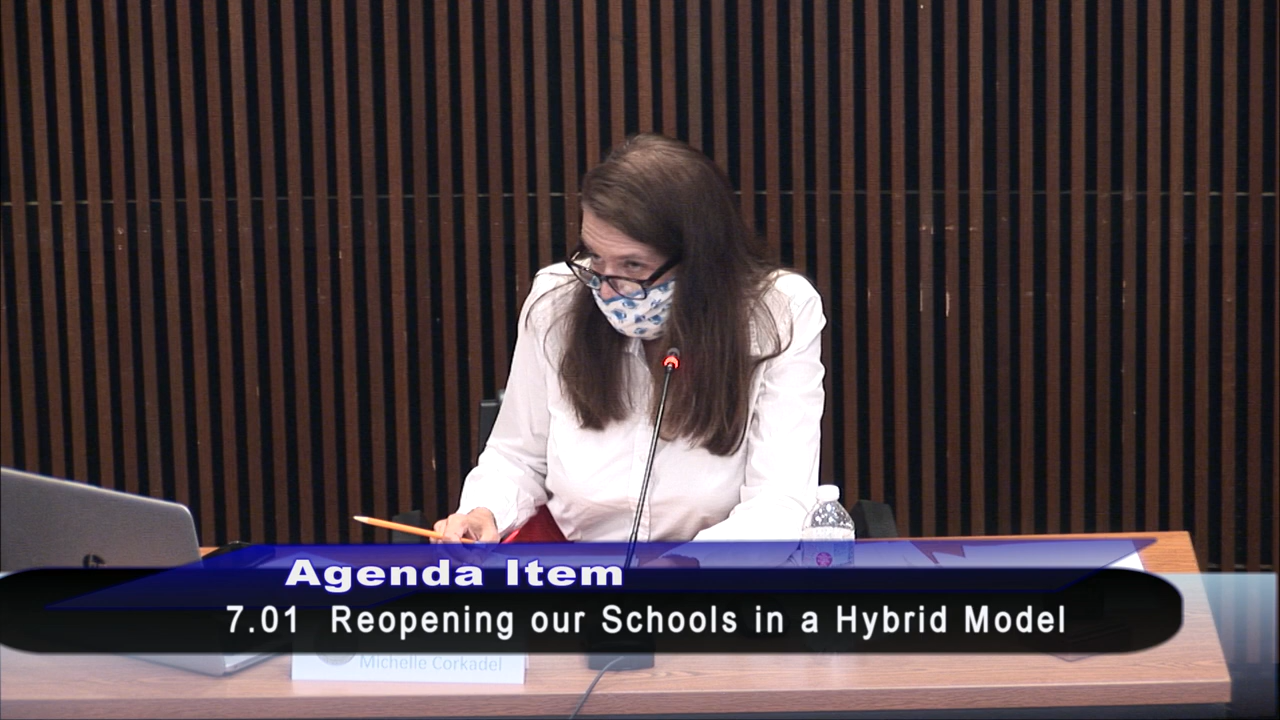 Agenda Item
7.01 Reopening our Schools in a Hybrid Model
Michelle Corkadel